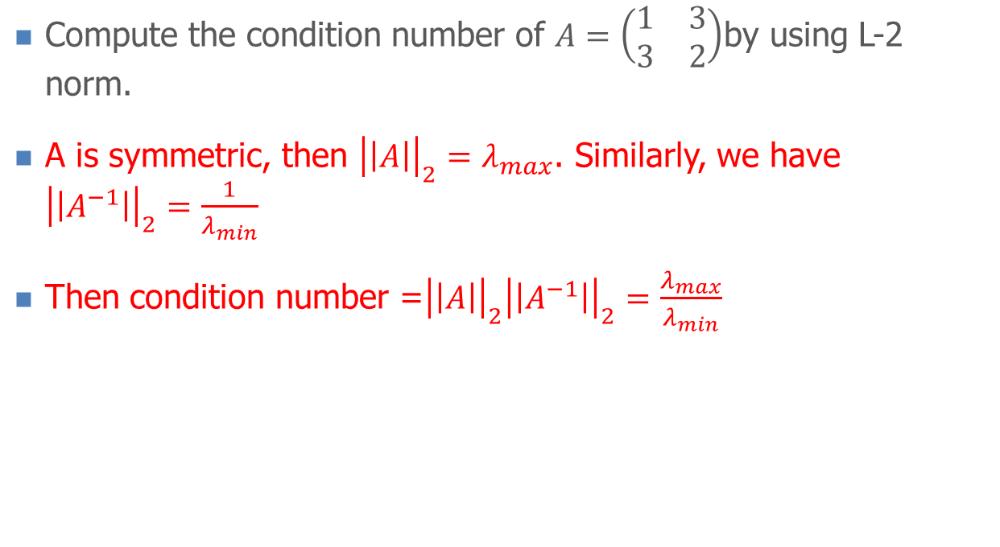 ■ Compute the condition number of $A = \begin{pmatrix} 1 & 3 \\ 3 & 2 \end{pmatrix}$ by using L-2
norm.
■ A is symmetric, then $||A||_2 = \lambda_{max}$. Similarly, we have
$||A^{-1}||_2 = \frac{1}{\lambda_{min}}$
■ Then condition number =$||A||_2||A^{-1}||_2 = \frac{\lambda_{max}}{\lambda_{min}}$